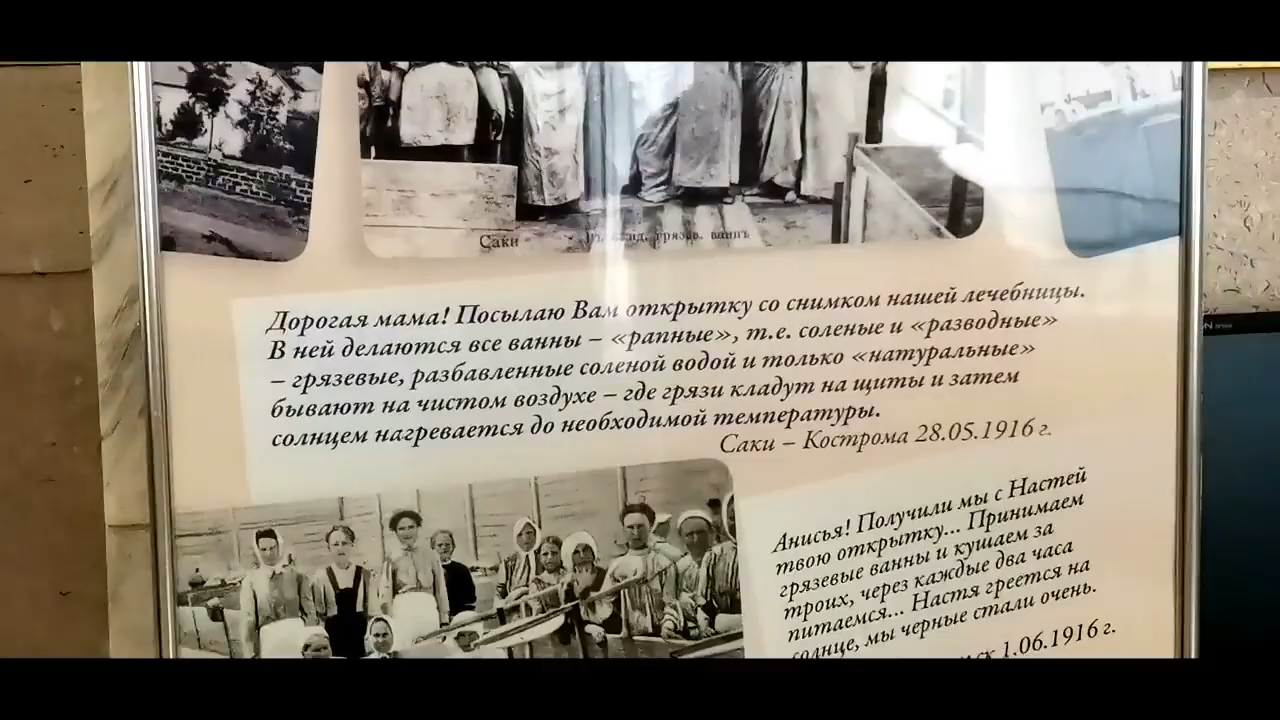 Саки
грязев. ваннъ
Дорогая мама! Посылаю Вам открытку со снимком нашей лечебницы.
В ней делаются все ванны – «рапные», т.е. соленые и «разводные»
– грязевые, разбавленные соленой водой и только «натуральные»
бывают на чистом воздухе – где грязи кладут на щиты и затем
солнцем нагревается до необходимой температуры.
Саки – Кострома 28.05.1916 г.
Анисья! Получили мы с Настей
твою открытку... Принимаем
грязевые ванны и кушаем за
троих, через каждые два часа
питаемся... Настя греется на
солнце, мы черные стали очень.
1.06.1916 г.